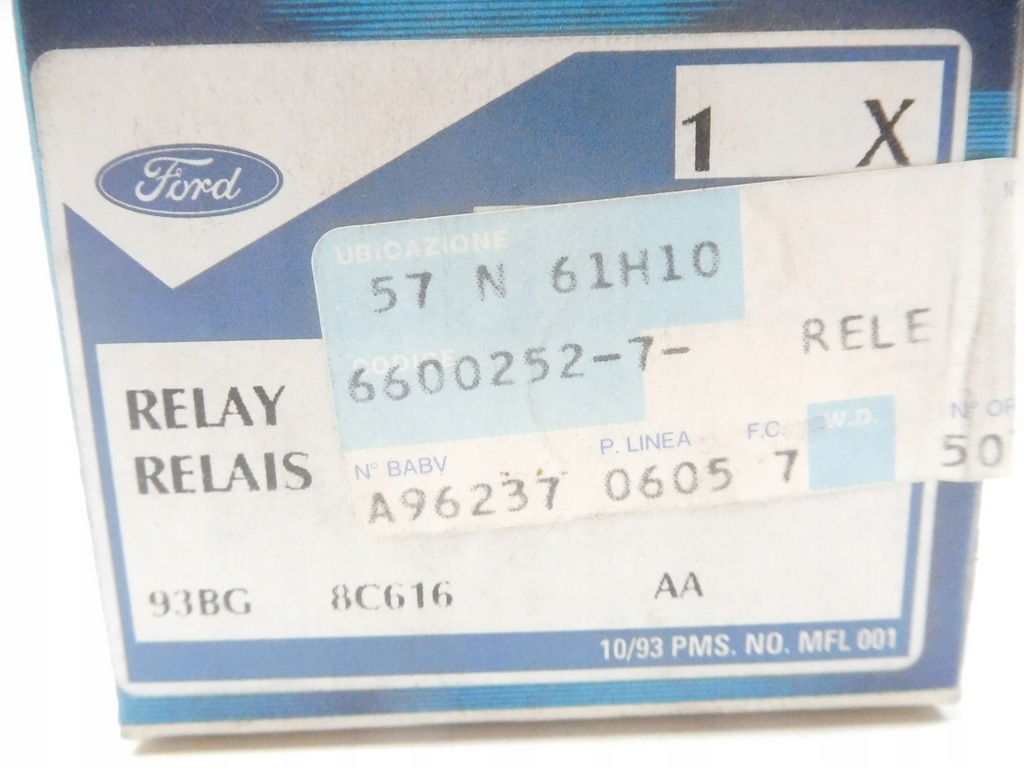 Ford
1 X
UBICAZIONE
57 N 61H10
CODICE
6600252-7-
RELE
RELAY
RELAIS
N° BABV P. LINEA F.C. W.D. N° OF
A96237 0605 7 50
93BG 8C616 AA
10/93 PMS. NO. MFL 001